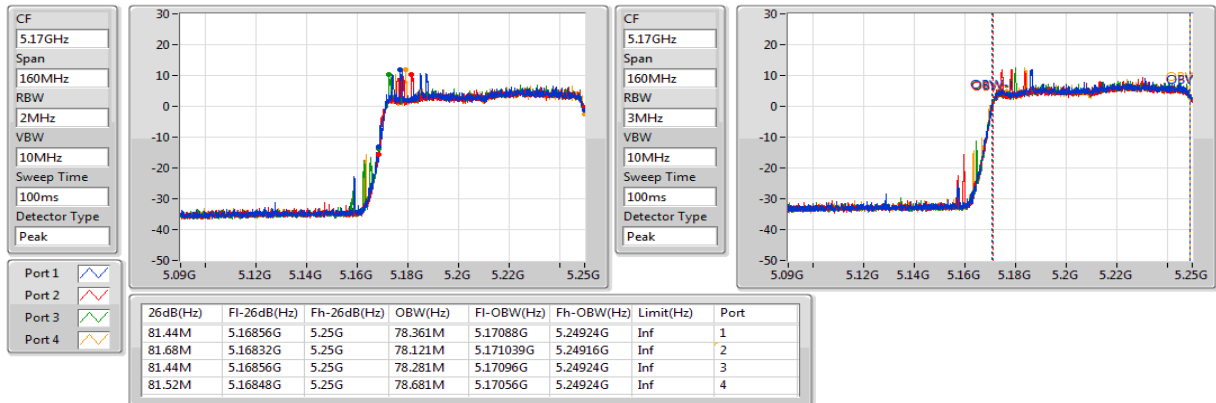 CF
5.17GHz
Span
160MHz
RBW
2MHz
VBW
10MHz
Sweep Time
100ms
Detector Type
Peak
Port 1
Port 2
Port 3
Port 4
30
20
10
0
-10
-20
-30
-40
-50
5.09G 5.12G 5.14G 5.16G 5.18G 5.2G 5.22G 5.25G
CF
5.17GHz
Span
160MHz
RBW
3MHz
VBW
10MHz
Sweep Time
100ms
Detector Type
Peak
30
20
10
0
-10
-20
-30
-40
-50
OBW
OBV
5.09G 5.12G 5.14G 5.16G 5.18G 5.2G 5.22G 5.25G
26dB(Hz) Fl-26dB(Hz) Fh-26dB(Hz) OBW(Hz) Fl-OBW(Hz) Fh-OBW(Hz) Limit(Hz) Port
81.44M 5.16856G 5.25G 78.361M 5.17088G 5.24924G Inf 1
81.68M 5.16832G 5.25G 78.121M 5.171039G 5.24916G Inf 2
81.44M 5.16856G 5.25G 78.281M 5.17096G 5.24924G Inf 3
81.52M 5.16848G 5.25G 78.681M 5.17056G 5.24924G Inf 4